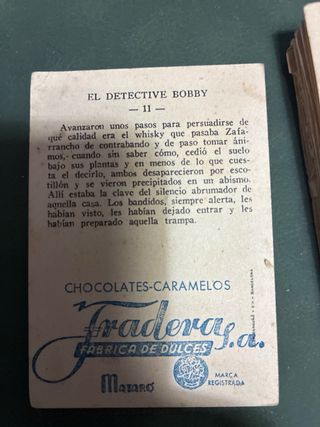 EL DETECTIVE BOBBY
— 11 —
Avanzaron unos pasos para persuadirse de
qué calidad era el whisky que pasaba Zafa-
rrancho de contrabando y de paso tomar áni-
mos, cuando sin saber cómo, cedió el suelo
bajo sus plantas y en menos de lo que cues-
ta el decirlo, ambos desaparecieron por esco-
tillón y se vieron precipitados en un abismo.
Allí estaba la clave del silencio abrumador de
aquella casa. Los bandidos, siempre alerta, les
habían visto, les habían dejado entrar y les
habían preparado aquella trampa.
CHOCOLATES-CARAMELOS
Tradera s.a.
FÁBRICA DE DULCES
Mataró
MARCA
REGISTRADA
BARCELONA